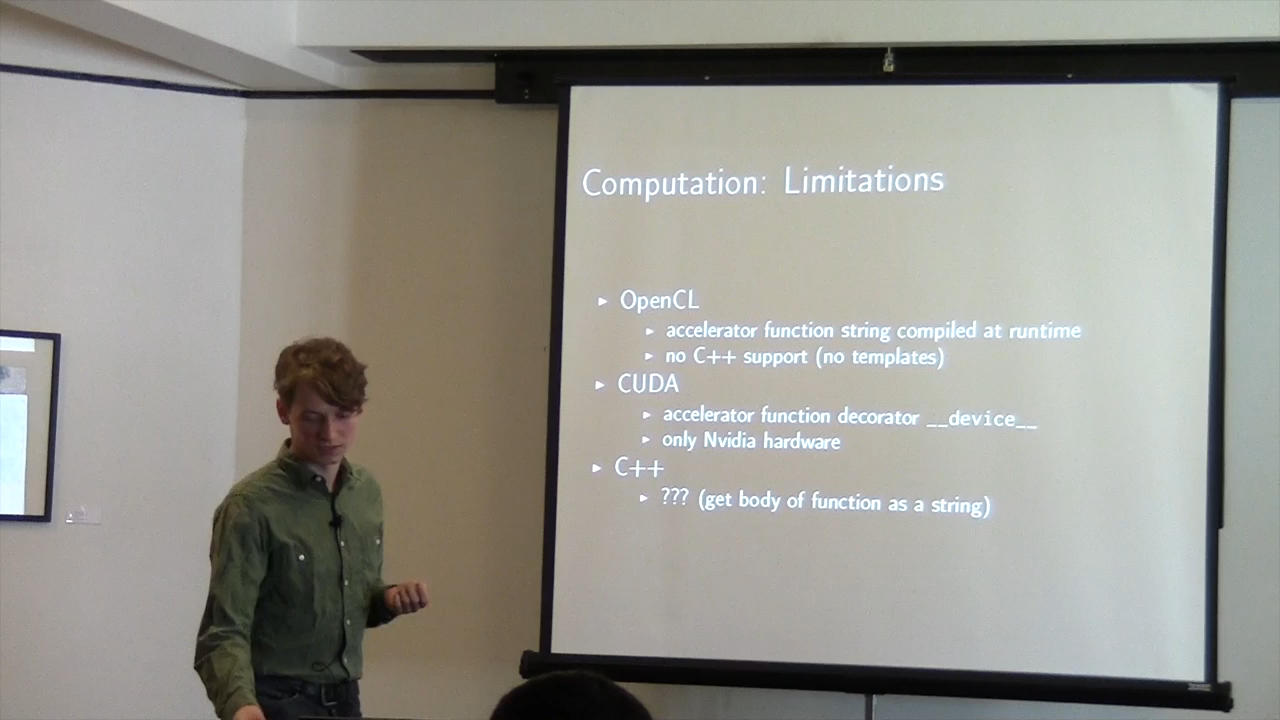 Computation: Limitations
▸ OpenCL
▸ accelerator function string compiled at runtime
▸ no C++ support (no templates)
▸ CUDA
▸ accelerator function decorator __device__
▸ only Nvidia hardware
▸ C++
▸ ??? (get body of function as a string)